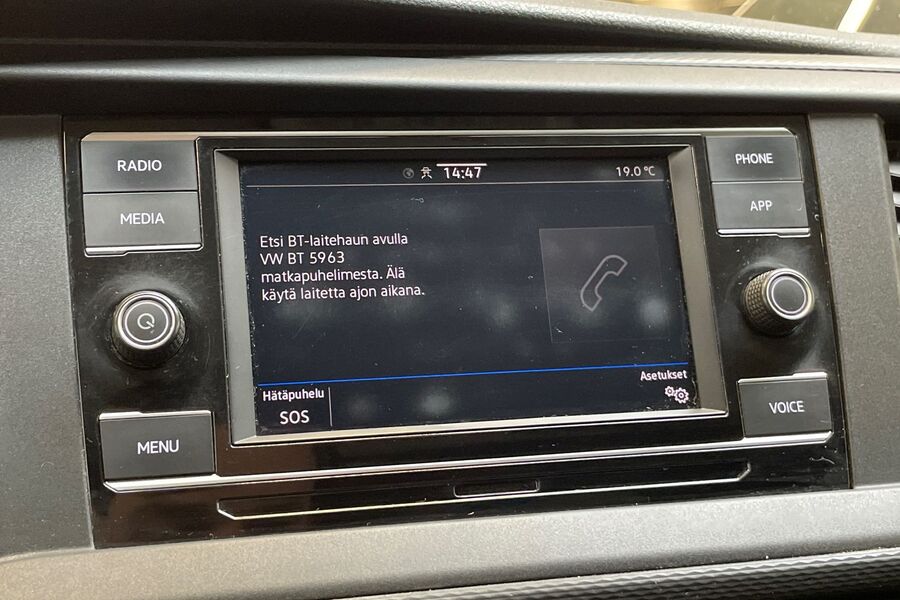 RADIO
MEDIA
MENU
14:47
19.0 °C
Etsi BT-laitehaun avulla
VW BT 5963
matkapuhelimesta. Älä
käytä laitetta ajon aikana.
Hätäpuhelu
SOS
Asetukset
PHONE
APP
VOICE